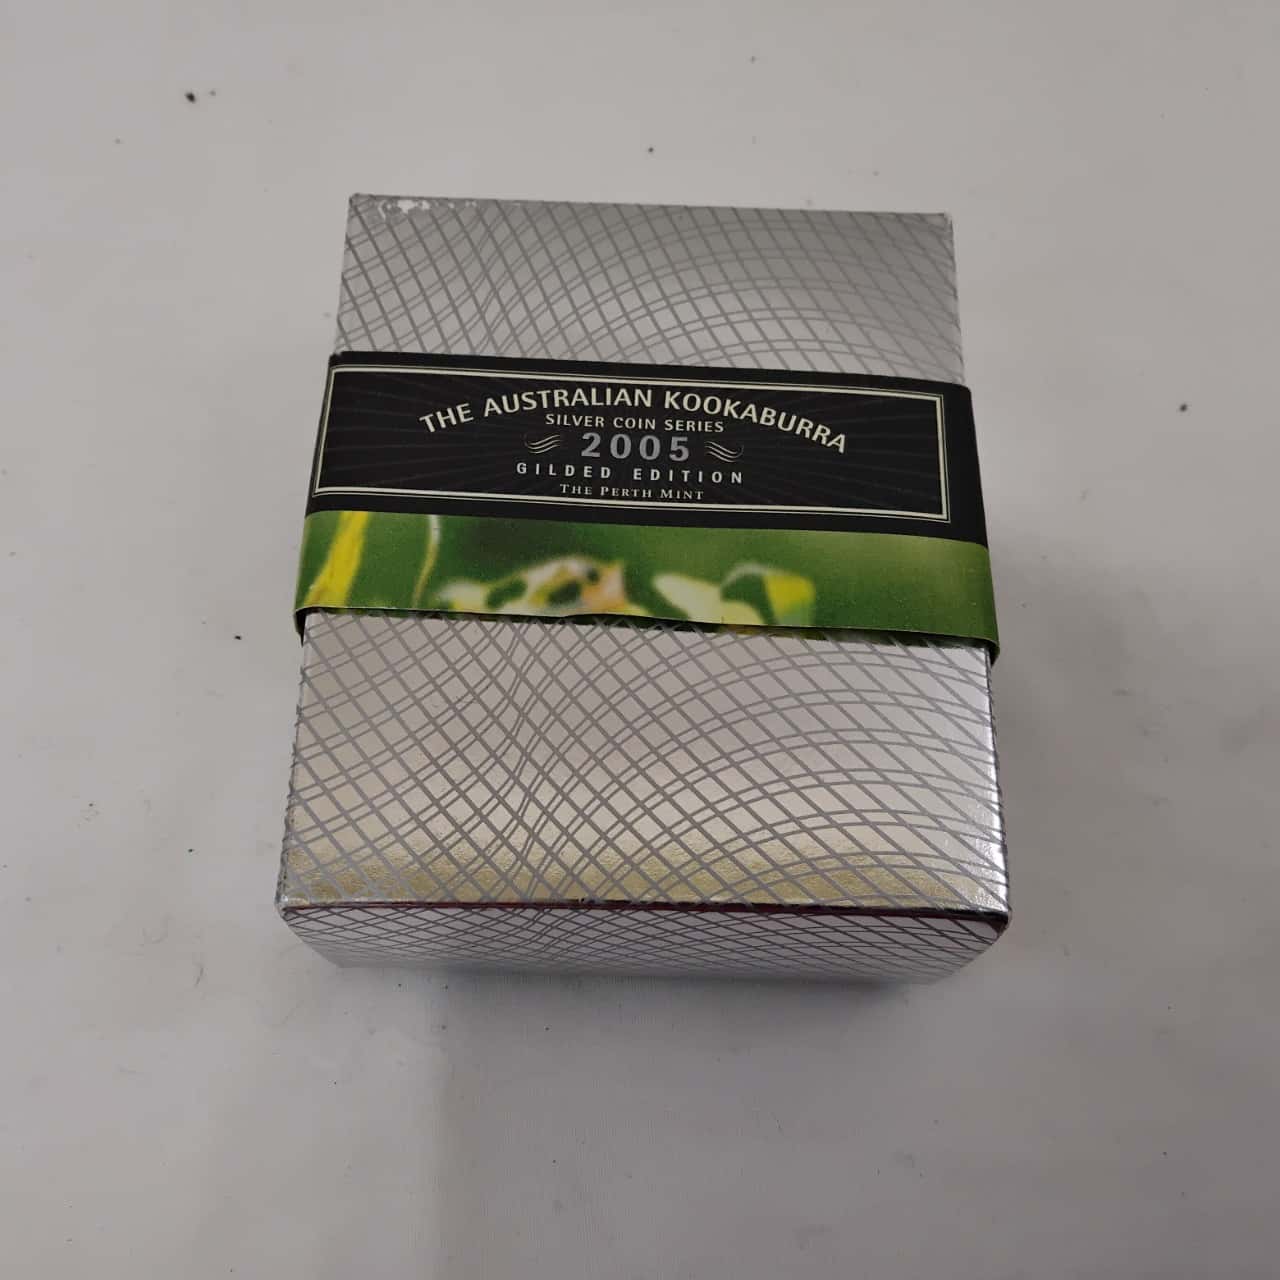 THE AUSTRALIAN KOOKABURRA
SILVER COIN SERIES
2005
GILDED EDITION
THE PERTH MINT